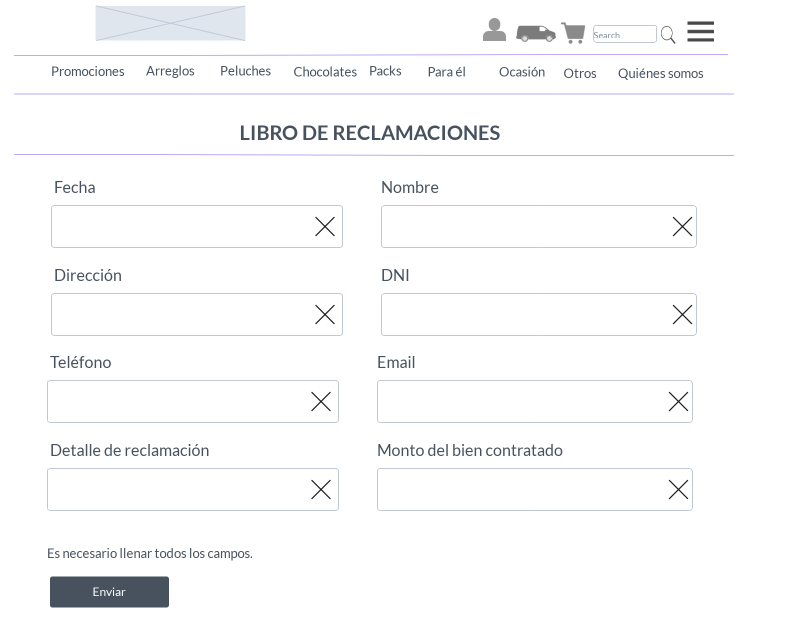 Search
Promociones Arreglos Peluches Chocolates Packs Para él Ocasión Otros Quiénes somos
LIBRO DE RECLAMACIONES
Fecha Nombre
Dirección DNI
Teléfono Email
Detalle de reclamación Monto del bien contratado
Es necesario llenar todos los campos.
Enviar